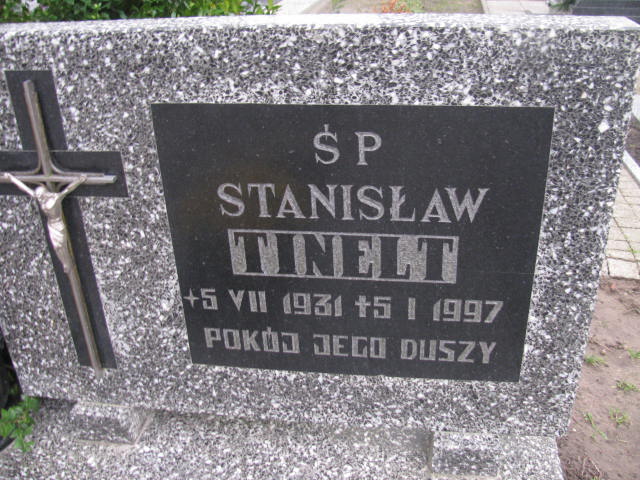 ŚP
STANISŁAW
TINELT
+5 VII 1931 ✝5 I 1997
POKÓJ JEGO DUSZY